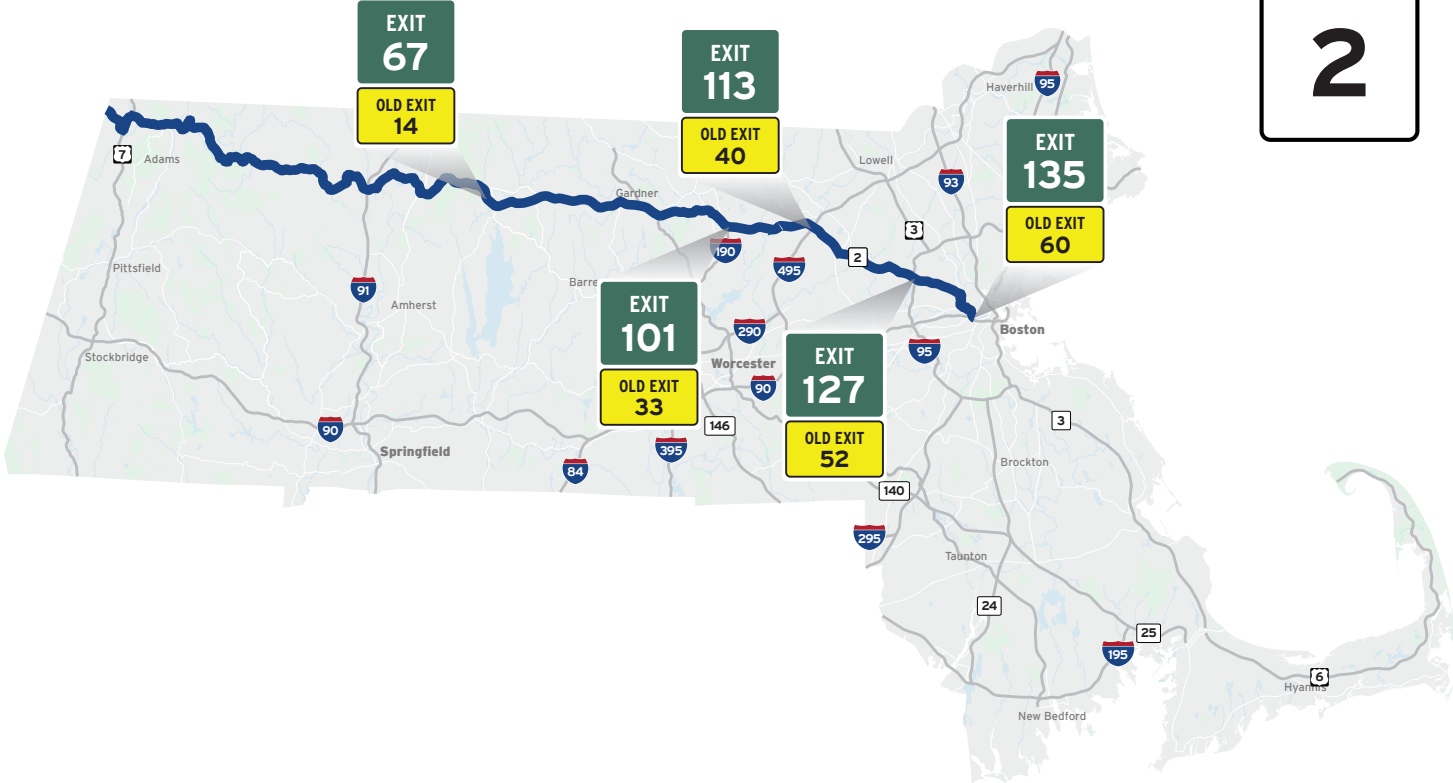 EXIT
67
OLD EXIT
14
EXIT
113
OLD EXIT
40
2
Haverhill
95
EXIT
135
OLD EXIT
60
7
Adams
Lowell
93
Gardner
3
190
2
495
Pittsfield
91
Amherst
Barre
EXIT
101
OLD EXIT
33
290
Boston
95
Stockbridge
Worcester
90
EXIT
127
OLD EXIT
52
90
Springfield
84
395
146
3
Brockton
140
295
Taunton
24
25
195
6
Hyannis
New Bedford